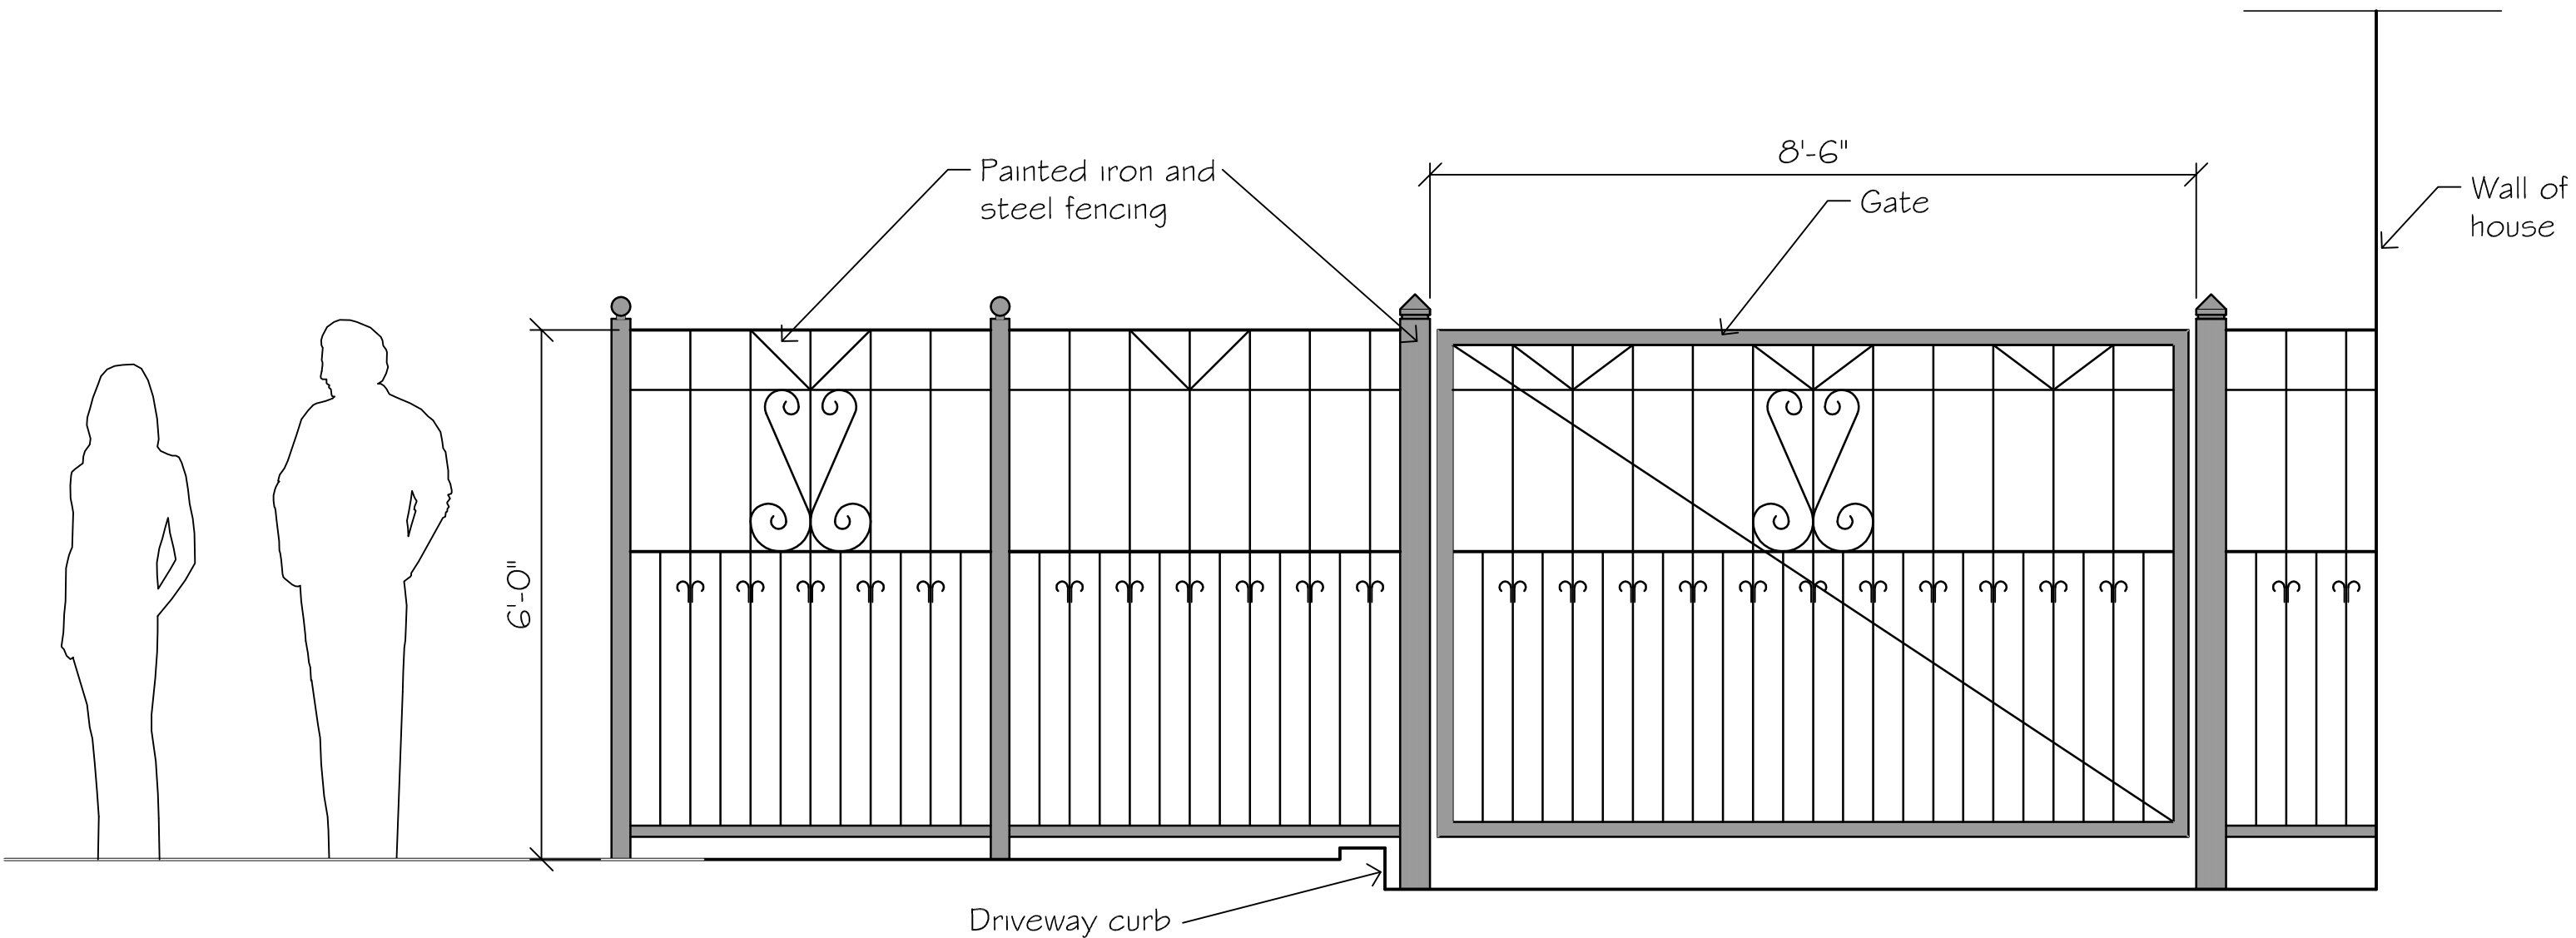 8'-6"
Painted iron and
steel fencing
Gate
Wall of
house
6'-0"
Driveway curb